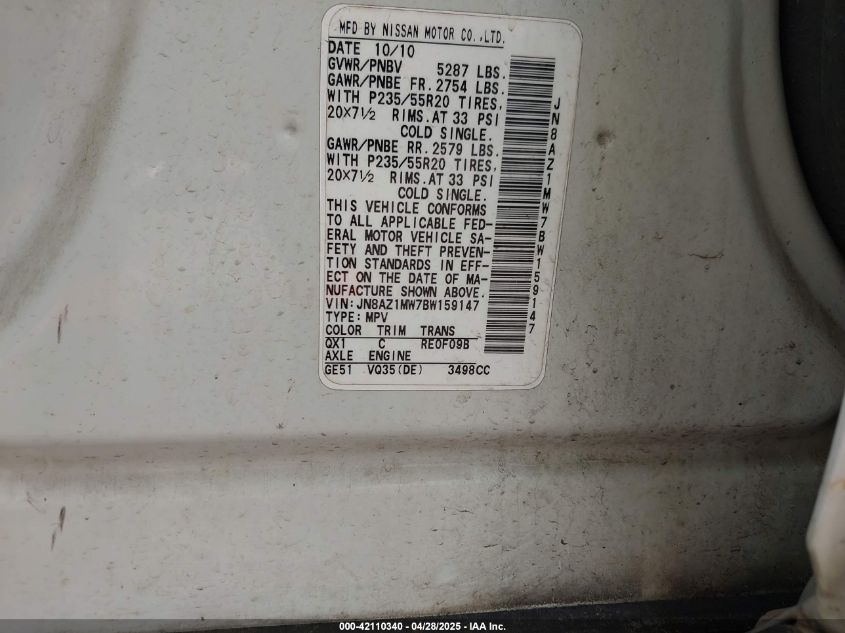 MFD BY NISSAN MOTOR CO.,LTD.
DATE 10/10
GVWR/PNBV 5287 LBS.
GAWR/PNBE FR. 2754 LBS.
WITH P235/55R20 TIRES,
20X7½ RIMS.AT 33 PSI
COLD SINGLE.
GAWR/PNBE RR. 2579 LBS.
WITH P235/55R20 TIRES,
20X7½ RIMS.AT 33 PSI
COLD SINGLE.
THIS VEHICLE CONFORMS
TO ALL APPLICABLE FED-
ERAL MOTOR VEHICLE SA-
FETY AND THEFT PREVEN-
TION STANDARDS IN EFF-
ECT ON THE DATE OF MA-
NUFACTURE SHOWN ABOVE.
VIN:JN8AZ1MW7BW159147
TYPE:MPV
COLOR TRIM TRANS
QX1 C RE0F09B
AXLE ENGINE
GE51 VQ35(DE) 3498CC
JN8AZ1MW7BW159147
000-42110340 - 04/28/2025 - IAA Inc.